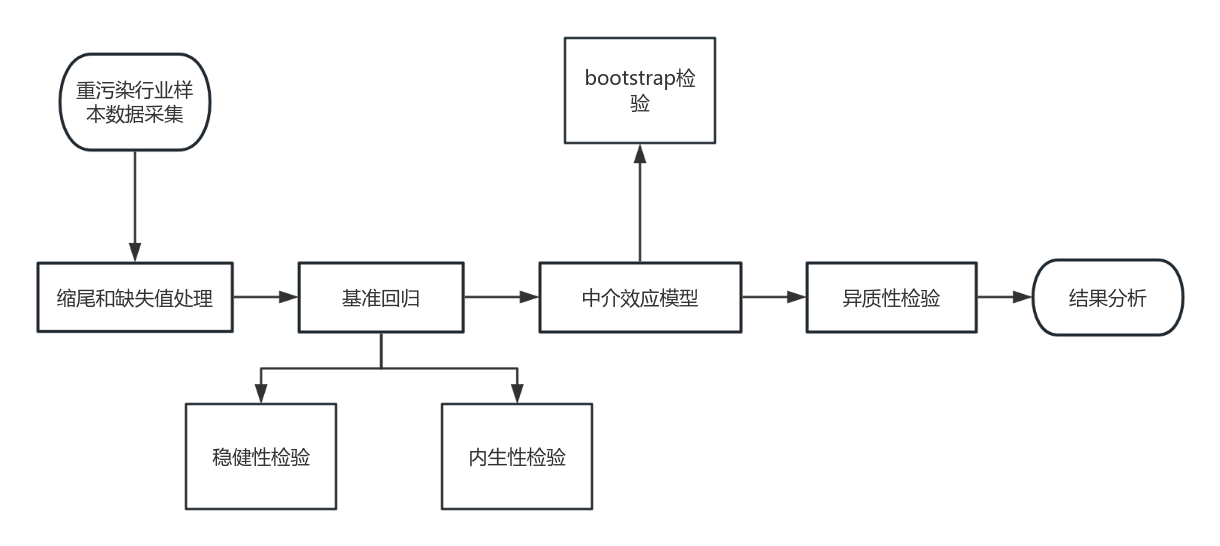 重污染行业样
本数据采集
bootstrap检
验
缩尾和缺失值处理
基准回归
中介效应模型
异质性检验
结果分析
稳健性检验
内生性检验